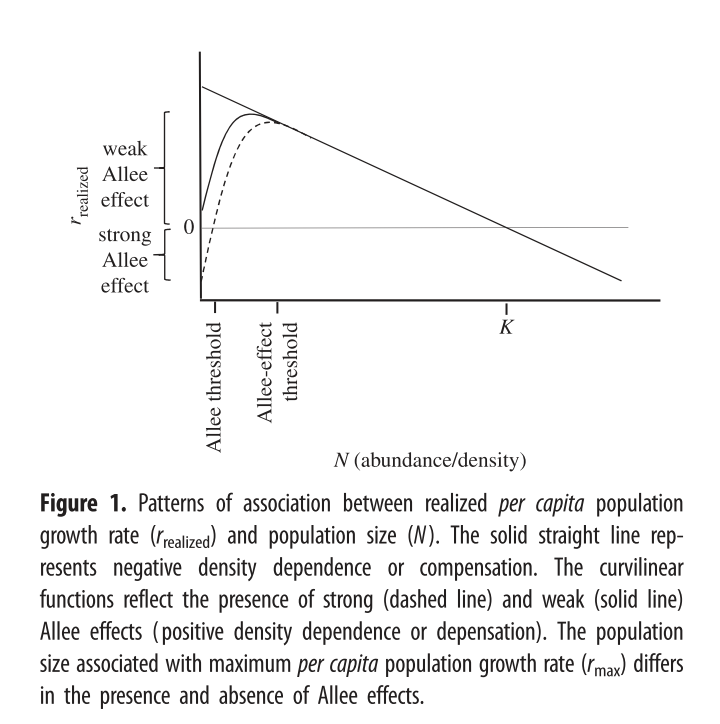 weak
Allee
effect
r realized
0
strong
Allee
effect
Allee threshold
Allee-effect
threshold
K
N (abundance/density)
Figure 1. Patterns of association between realized per capita population
growth rate (r realized) and population size (N). The solid straight line rep-
resents negative density dependence or compensation. The curvilinear
functions reflect the presence of strong (dashed line) and weak (solid line)
Allee effects (positive density dependence or depensation). The population
size associated with maximum per capita population growth rate (r max) differs
in the presence and absence of Allee effects.